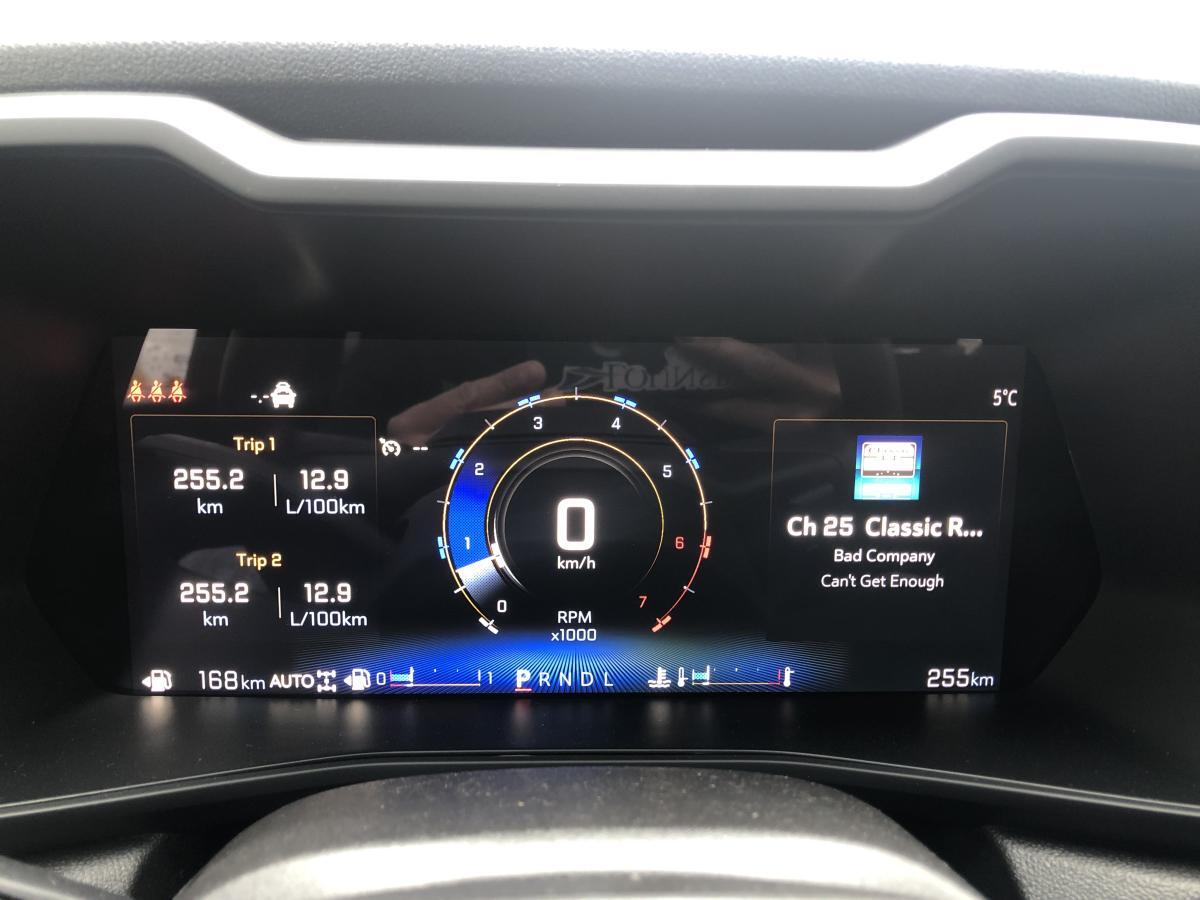 -.-
5°C
Trip 1
255.2 km
12.9 L/100km
Trip 2
255.2 km
12.9 L/100km
--
0
1
2
3
4
5
6
7
0
km/h
RPM
x1000
Ch 25 Classic R...
Bad Company
Can't Get Enough
168km AUTO
0 1
PRNDL
255km